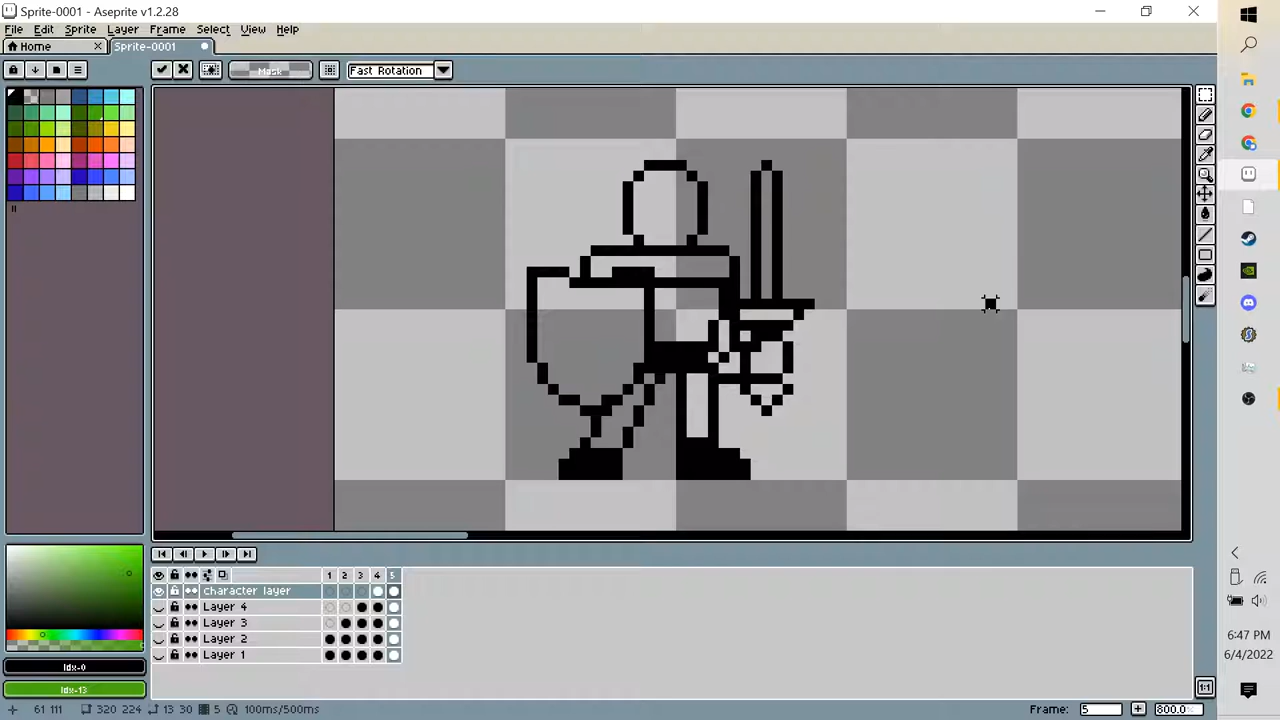 Sprite-0001 - Aseprite v1.2.28
File Edit Sprite Layer Frame Select View Help
Home
Sprite-0001
Mask
Fast Rotation
1 2 3 4 5
character layer
Layer 4
Layer 3
Layer 2
Layer 1
Idx-0
Idx-13
61 111 320 224 13 30 5 100ms/500ms
Frame: 5 800.0
1:1
6:47 PM
6/4/2022